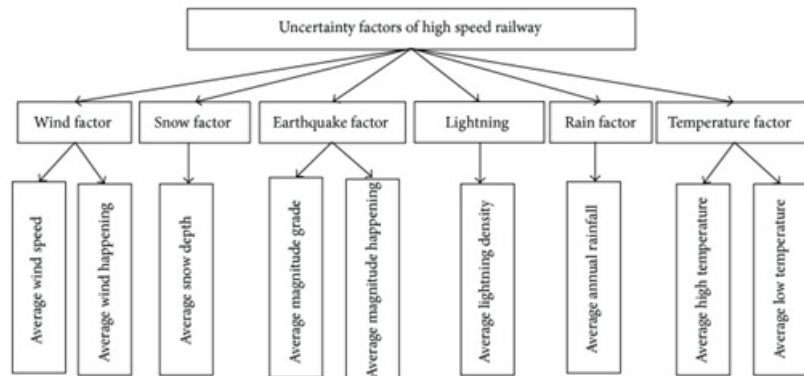 Uncertainty factors of high speed railway
Wind factor
Snow factor
Earthquake factor
Lightning
Rain factor
Temperature factor
Average wind speed
Average wind happening
Average snow depth
Average magnitude grade
Average magnitude happening
Average lightning density
Average annual rainfall
Average high temperature
Average low temperature